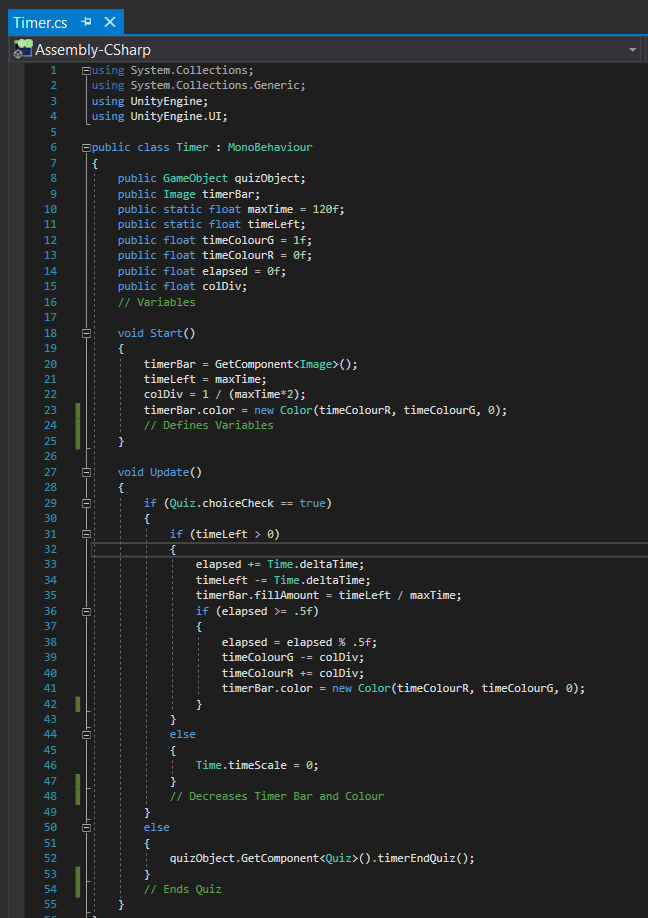 Timer.cs
Assembly-CSharp
1 using System.Collections;
2 using System.Collections.Generic;
3 using UnityEngine;
4 using UnityEngine.UI;
5
6 public class Timer : MonoBehaviour
7 {
8 public GameObject quizObject;
9 public Image timerBar;
10 public static float maxTime = 120f;
11 public static float timeLeft;
12 public float timeColourG = 1f;
13 public float timeColourR = 0f;
14 public float elapsed = 0f;
15 public float colDiv;
16 // Variables
17
18 void Start()
19 {
20 timerBar = GetComponent<Image>();
21 timeLeft = maxTime;
22 colDiv = 1 / (maxTime*2);
23 timerBar.color = new Color(timeColourR, timeColourG, 0);
24 // Defines Variables
25 }
26
27 void Update()
28 {
29 if (Quiz.choiceCheck == true)
30 {
31 if (timeLeft > 0)
32 {
33 elapsed += Time.deltaTime;
34 timeLeft -= Time.deltaTime;
35 timerBar.fillAmount = timeLeft / maxTime;
36 if (elapsed >= .5f)
37 {
38 elapsed = elapsed % .5f;
39 timeColourG -= colDiv;
40 timeColourR += colDiv;
41 timerBar.color = new Color(timeColourR, timeColourG, 0);
42 }
43 }
44 else
45 {
46 Time.timeScale = 0;
47 }
48 // Decreases Timer Bar and Colour
49 }
50 else
51 {
52 quizObject.GetComponent<Quiz>().timerEndQuiz();
53 }
54 // Ends Quiz
55 }